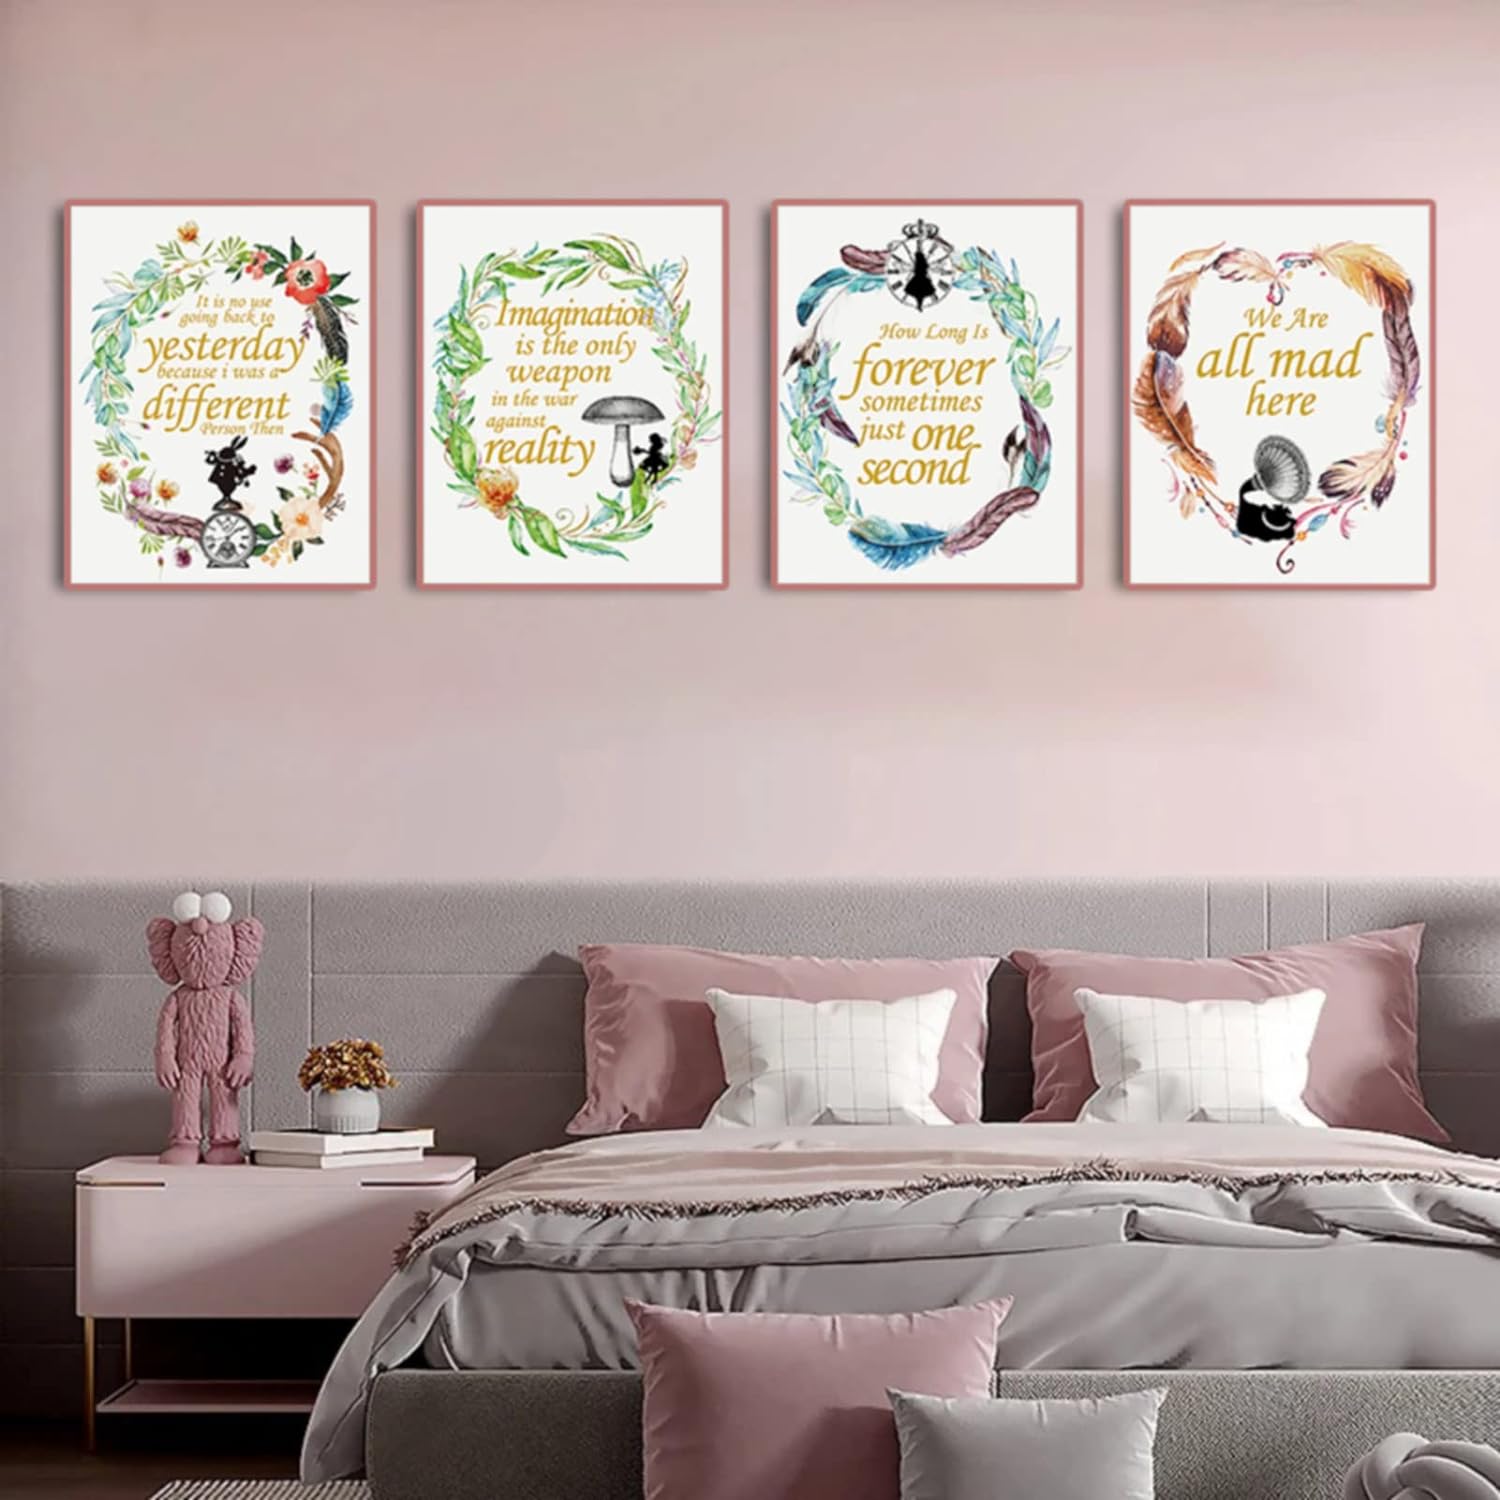 It is no use
going back to
yesterday
because i was a
different
Person Then
Imagination
is the only
weapon
in the war
against
reality
How Long Is
forever
sometimes
just one
second
We Are
all mad
here